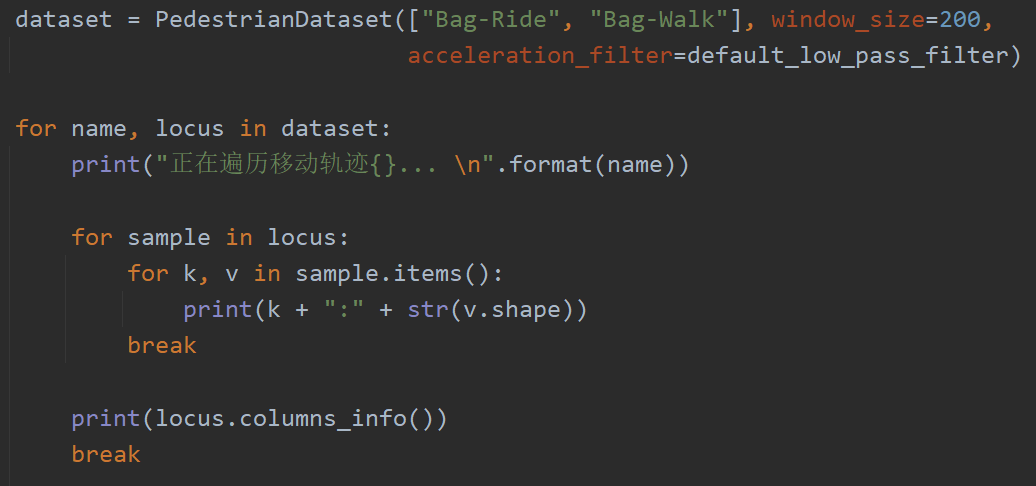 dataset = PedestrianDataset(["Bag-Ride", "Bag-Walk"], window_size=200,
                            acceleration_filter=default_low_pass_filter)
for name, locus in dataset:
    print("正在遍历移动轨迹{}... \n".format(name))
    for sample in locus:
        for k, v in sample.items():
            print(k + ":" + str(v.shape))
        break
    print(locus.columns_info())
    break